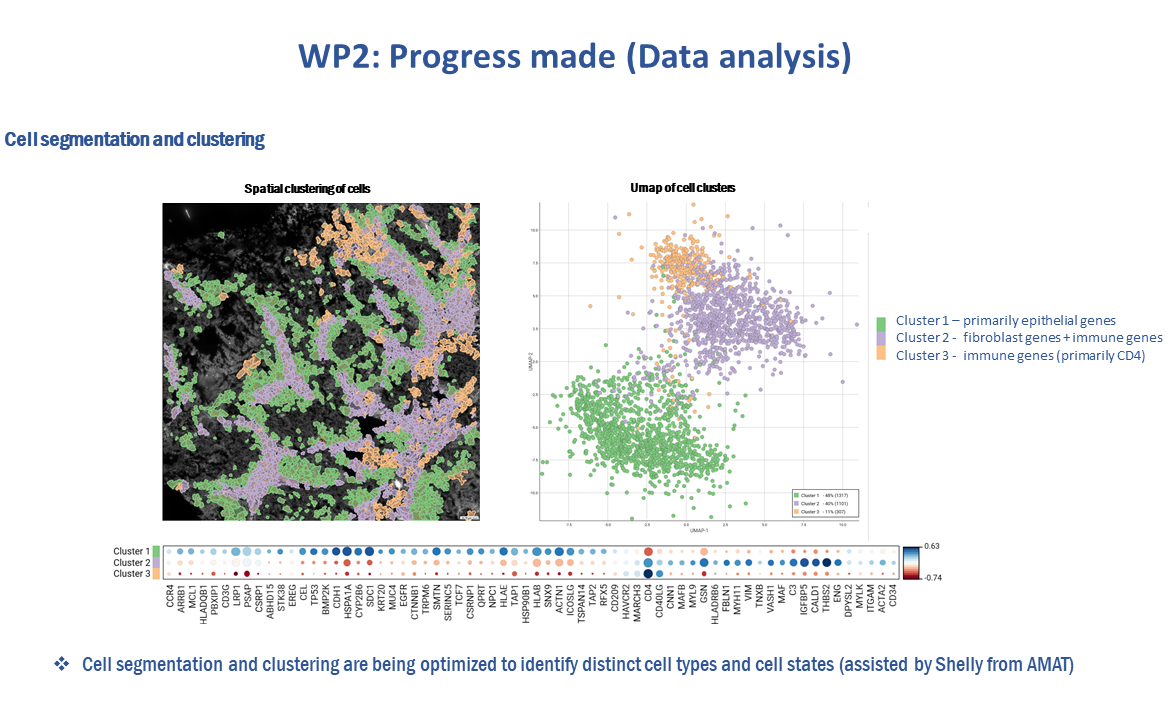 WP2: Progress made (Data analysis)
Cell segmentation and clustering
Spatial clustering of cells
Umap of cell clusters
Cluster 1 – primarily epithelial genes
Cluster 2 - fibroblast genes + immune genes
Cluster 3 - immune genes (primarily CD4)
UMAP-2
UMAP-1
Cluster 1 - 48% (1317)
Cluster 2 - 40% (1101)
Cluster 3 - 11% (307)
Cluster 1
Cluster 2
Cluster 3
0.63
-0.74
CCR4 ARRB1 MCL1 HLADQB1 PBXIP1 CD3G LRP1 PSAP CSRP1 ABHD15 STK38 EREG CEL TP53 BMP2K CDH1 HSPA1A CYP2B6 SDC1 KRT20 MUC4 EGFR CTNNB1 TRPM6 SMTN SERINC5 TCF7 CSRNP1 QPRT NPC1 HLAE TAP1 HSP90B1 HLAB SNX9 ACTN1 ICOSLG TSPAN14 TAP2 RFX5 CD209 HAVCR2 MARCH3 CD4 CD40LG CNN1 MAFB MYL9 GSN HLADRB6 FBLN1 MYH11 VIM TNXB VASH1 MAF C3 IGFBP5 CALD1 THBS2 ENG DPYSL2 MYLK ITGAM ACTA2 CD34
❖ Cell segmentation and clustering are being optimized to identify distinct cell types and cell states (assisted by Shelly from AMAT)